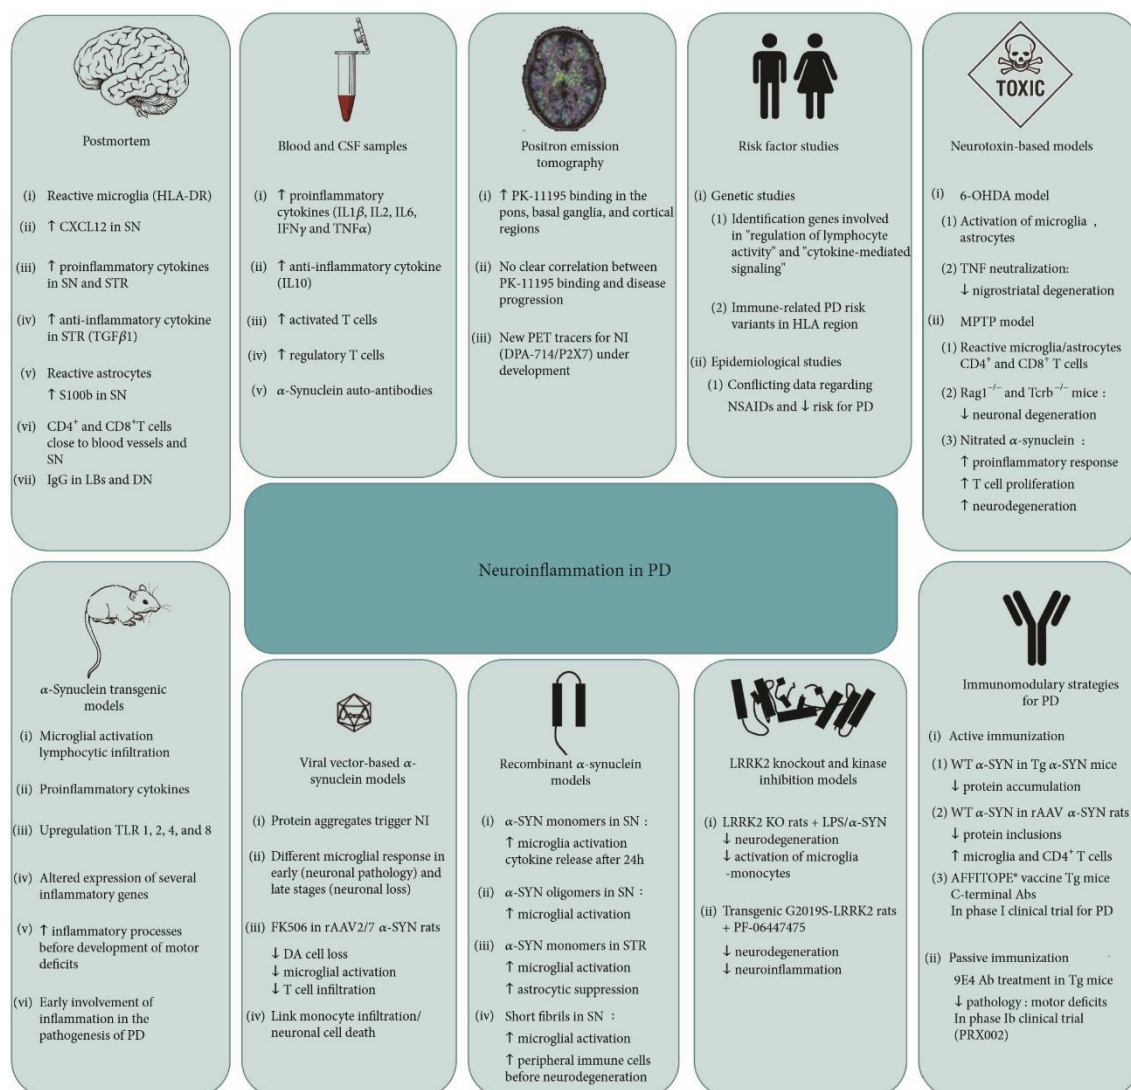 Postmortem
(i) Reactive microglia (HLA-DR)
(ii) ↑ CXCL12 in SN
(iii) ↑ proinflammatory cytokines
in SN and STR
(iv) ↑ anti-inflammatory cytokine
in STR (TGFβ1)
(v) Reactive astrocytes
↑ S100b in SN
(vi) CD4⁺ and CD8⁺T cells
close to blood vessels and
SN
(vii) IgG in LBs and DN
Blood and CSF samples
(i) ↑ proinflammatory
cytokines (IL1β, IL2, IL6,
IFNγ and TNFα)
(ii) ↑ anti-inflammatory cytokine
(IL10)
(iii) ↑ activated T cells
(iv) ↑ regulatory T cells
(v) α-Synuclein auto-antibodies
Positron emission
tomography
(i) ↑ PK-11195 binding in the
pons, basal ganglia, and cortical
regions
(ii) No clear correlation between
PK-11195 binding and disease
progression
(iii) New PET tracers for NI
(DPA-714/P2X7) under
development
Risk factor studies
(i) Genetic studies
(1) Identification genes involved
in "regulation of lymphocyte
activity" and "cytokine-mediated
signaling"
(2) Immune-related PD risk
variants in HLA region
(ii) Epidemiological studies
(1) Conflicting data regarding
NSAIDs and ↓ risk for PD
TOXIC
Neurotoxin-based models
(i) 6-OHDA model
(1) Activation of microglia ,
astrocytes
(2) TNF neutralization:
↓ nigrostriatal degeneration
(ii) MPTP model
(1) Reactive microglia/astrocytes
CD4⁺ and CD8⁺ T cells
(2) Rag1⁻/⁻ and Tcrb⁻/⁻ mice :
↓ neuronal degeneration
(3) Nitrated α-synuclein :
↑ proinflammatory response
↑ T cell proliferation
↑ neurodegeneration
Neuroinflammation in PD
α-Synuclein transgenic
models
(i) Microglial activation
lymphocytic infiltration
(ii) Proinflammatory cytokines
(iii) Upregulation TLR 1, 2, 4, and 8
(iv) Altered expression of several
inflammatory genes
(v) ↑ inflammatory processes
before development of motor
deficits
(vi) Early involvement of
inflammation in the
pathogenesis of PD
Viral vector-based α-
synuclein models
(i) Protein aggregates trigger NI
(ii) Different microglial response in
early (neuronal pathology) and
late stages (neuronal loss)
(iii) FK506 in rAAV2/7 α-SYN rats
↓ DA cell loss
↓ microglial activation
↓ T cell infiltration
(iv) Link monocyte infiltration/
neuronal cell death
Recombinant α-synuclein
models
(i) α-SYN monomers in SN :
↑ microglia activation
cytokine release after 24h
(ii) α-SYN oligomers in SN :
↑ microglial activation
(iii) α-SYN monomers in STR
↑ microglial activation
↑ astrocytic suppression
(iv) Short fibrils in SN :
↑ microglial activation
↑ peripheral immune cells
before neurodegeneration
LRRK2 knockout and kinase
inhibition models
(i) LRRK2 KO rats + LPS/α-SYN
↓ neurodegeneration
↓ activation of microglia
-monocytes
(ii) Transgenic G2019S-LRRK2 rats
+ PF-06447475
↓ neurodegeneration
↓ neuroinflammation
Immunomodulary strategies
for PD
(i) Active immunization
(1) WT α-SYN in Tg α-SYN mice
↓ protein accumulation
(2) WT α-SYN in rAAV α-SYN rats
↓ protein inclusions
↑ microglia and CD4⁺ T cells
(3) AFFITOPE® vaccine Tg mice
C-terminal Abs
In phase I clinical trial for PD
(ii) Passive immunization
9E4 Ab treatment in Tg mice
↓ pathology : motor deficits
In phase Ib clinical trial
(PRX002)